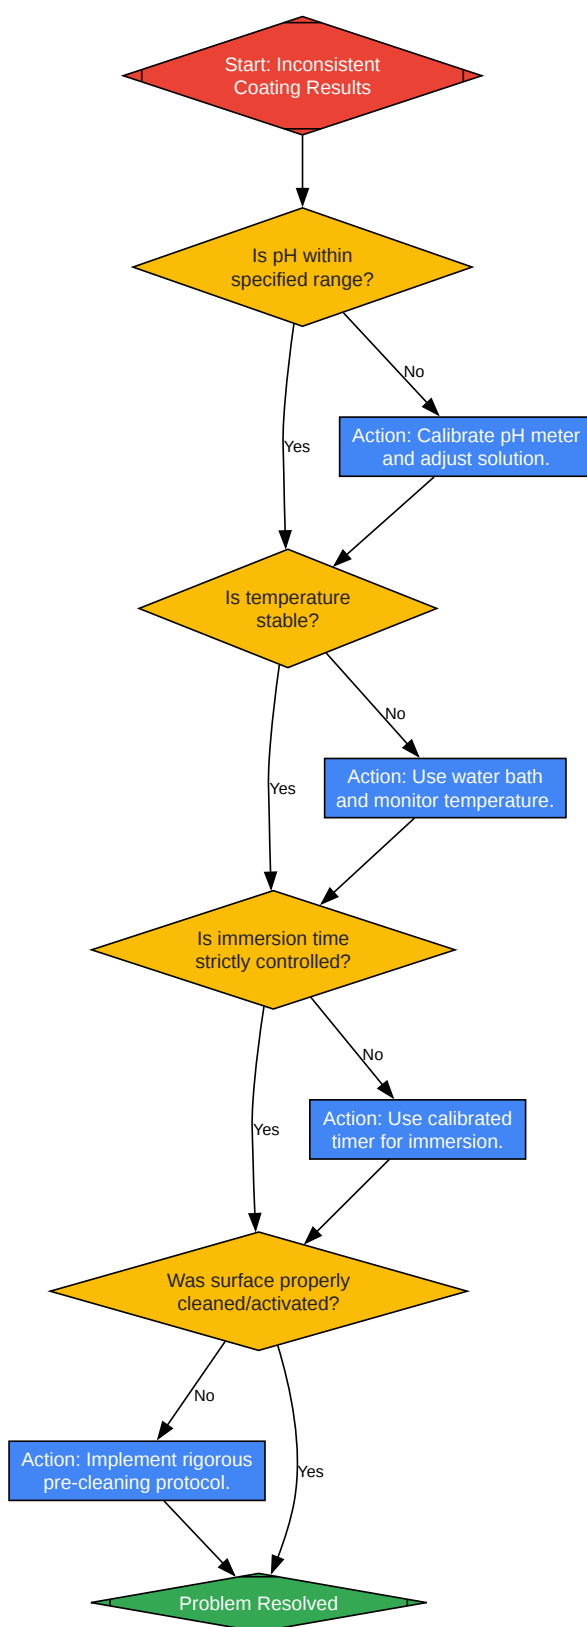 Start: Inconsistent
Coating Results
Is pH within
specified range?
No
Yes
Action: Calibrate pH meter
and adjust solution.
Is temperature
stable?
No
Yes
Action: Use water bath
and monitor temperature.
Is immersion time
strictly controlled?
No
Yes
Action: Use calibrated
timer for immersion.
Was surface properly
cleaned/activated?
No
Yes
Action: Implement rigorous
pre-cleaning protocol.
Problem Resolved